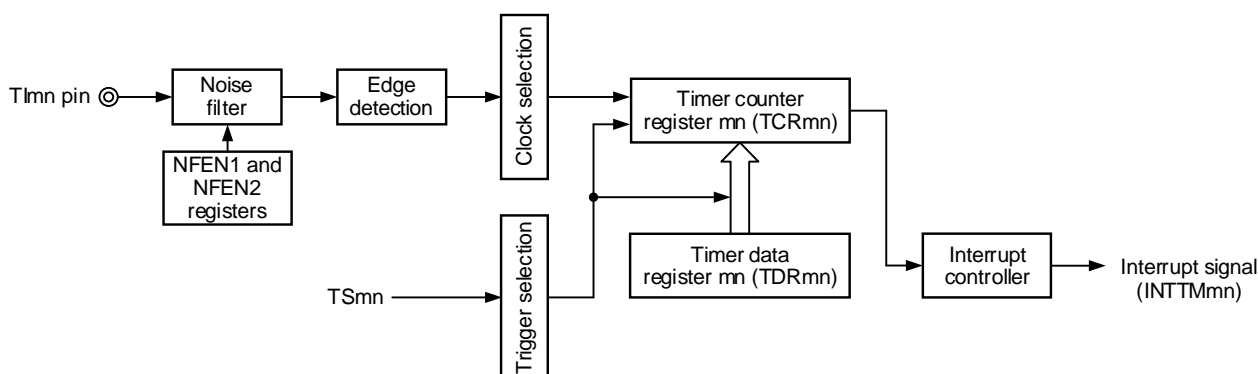 TImn pin
Noise
filter
Edge
detection
Clock selection
Timer counter
register mn (TCRmn)
NFEN1 and
NFEN2
registers
TSmn
Trigger selection
Timer data
register mn (TDRmn)
Interrupt
controller
Interrupt signal
(INTTMmn)